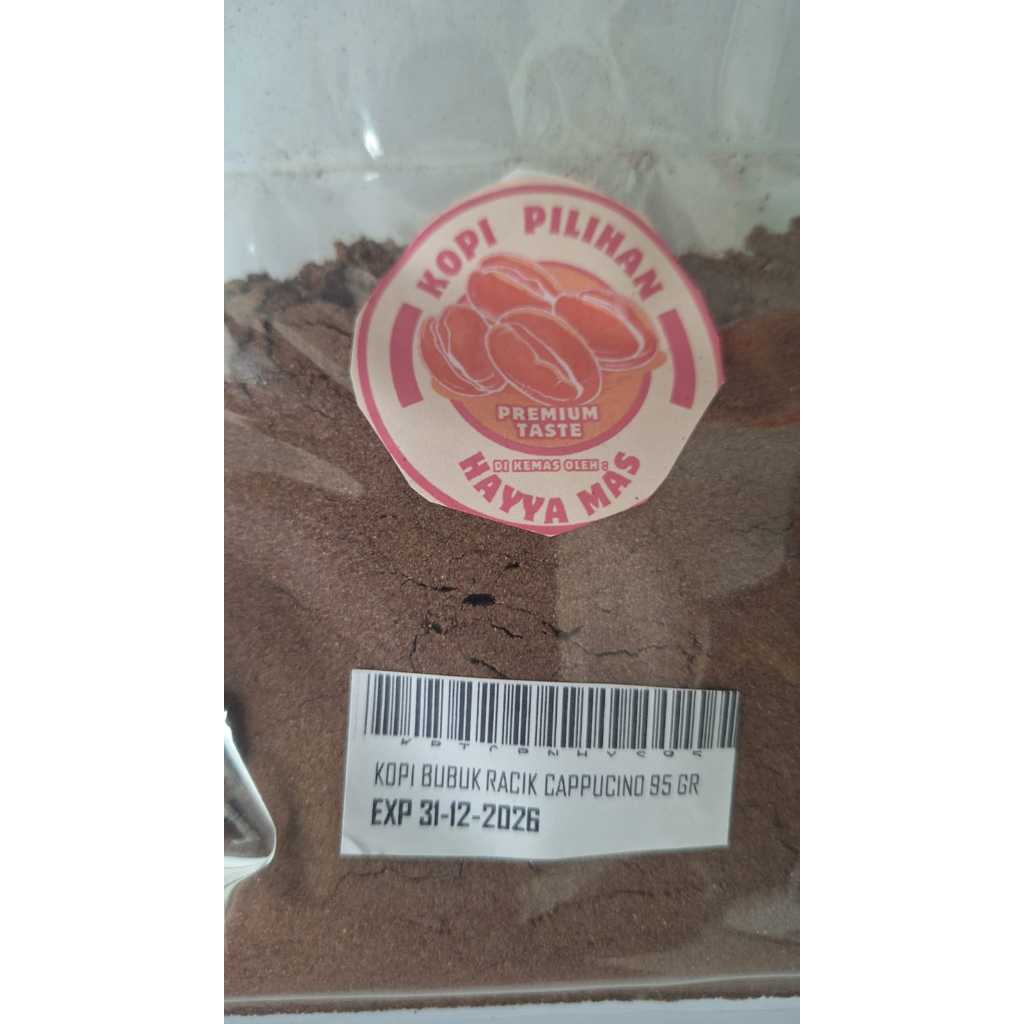 KOPI PILIHAN
PREMIUM
TASTE
DI KEMAS OLEH :
HAYYA MAS
KOPI BUBUK RACIK CAPPUCINO 95 GR
EXP 31-12-2026